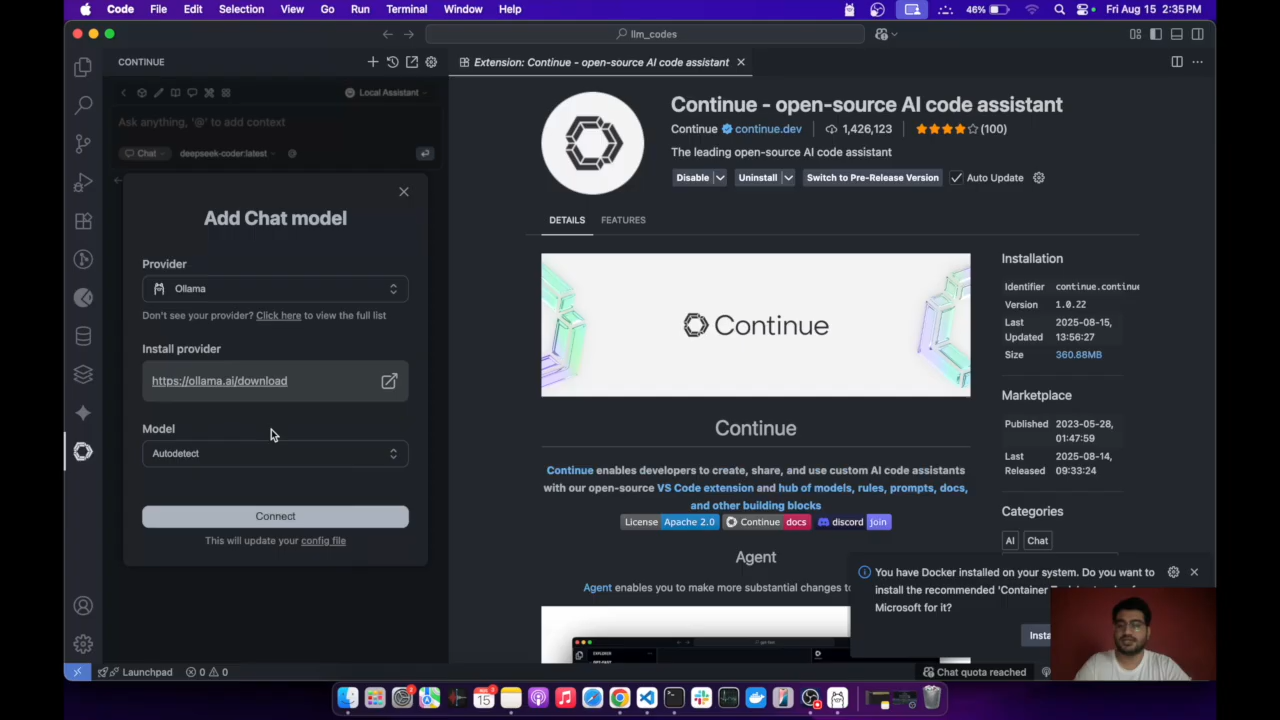 Code File Edit Selection View Go Run Terminal Window Help
46% Fri Aug 15 2:35 PM
llm_codes
CONTINUE
Extension: Continue - open-source AI code assistant
Local Assistant
Ask anything, '@' to add context
Chat deepseek-coder:latest @
Add Chat model
Provider
Ollama
Don't see your provider? Click here to view the full list
Install provider
https://ollama.ai/download
Model
Autodetect
Connect
This will update your config file
Continue - open-source AI code assistant
Continue continue.dev 1,426,123 (100)
The leading open-source AI code assistant
Disable Uninstall Switch to Pre-Release Version Auto Update
DETAILS FEATURES
Continue
Continue
Continue enables developers to create, share, and use custom AI code assistants
with our open-source VS Code extension and hub of models, rules, prompts, docs,
and other building blocks
License Apache 2.0 Continue docs discord join
Agent
Agent enables you to make more substantial changes to
Installation
Identifier continue.continue
Version 1.0.22
Last 2025-08-15,
Updated 13:56:27
Size 360.88MB
Marketplace
Published 2023-05-28,
01:47:59
Last 2025-08-14,
Released 09:33:24
Categories
AI Chat
You have Docker installed on your system. Do you want to
install the recommended 'Container
Microsoft for it?
Insta
Launchpad 0 0
Chat quota reached